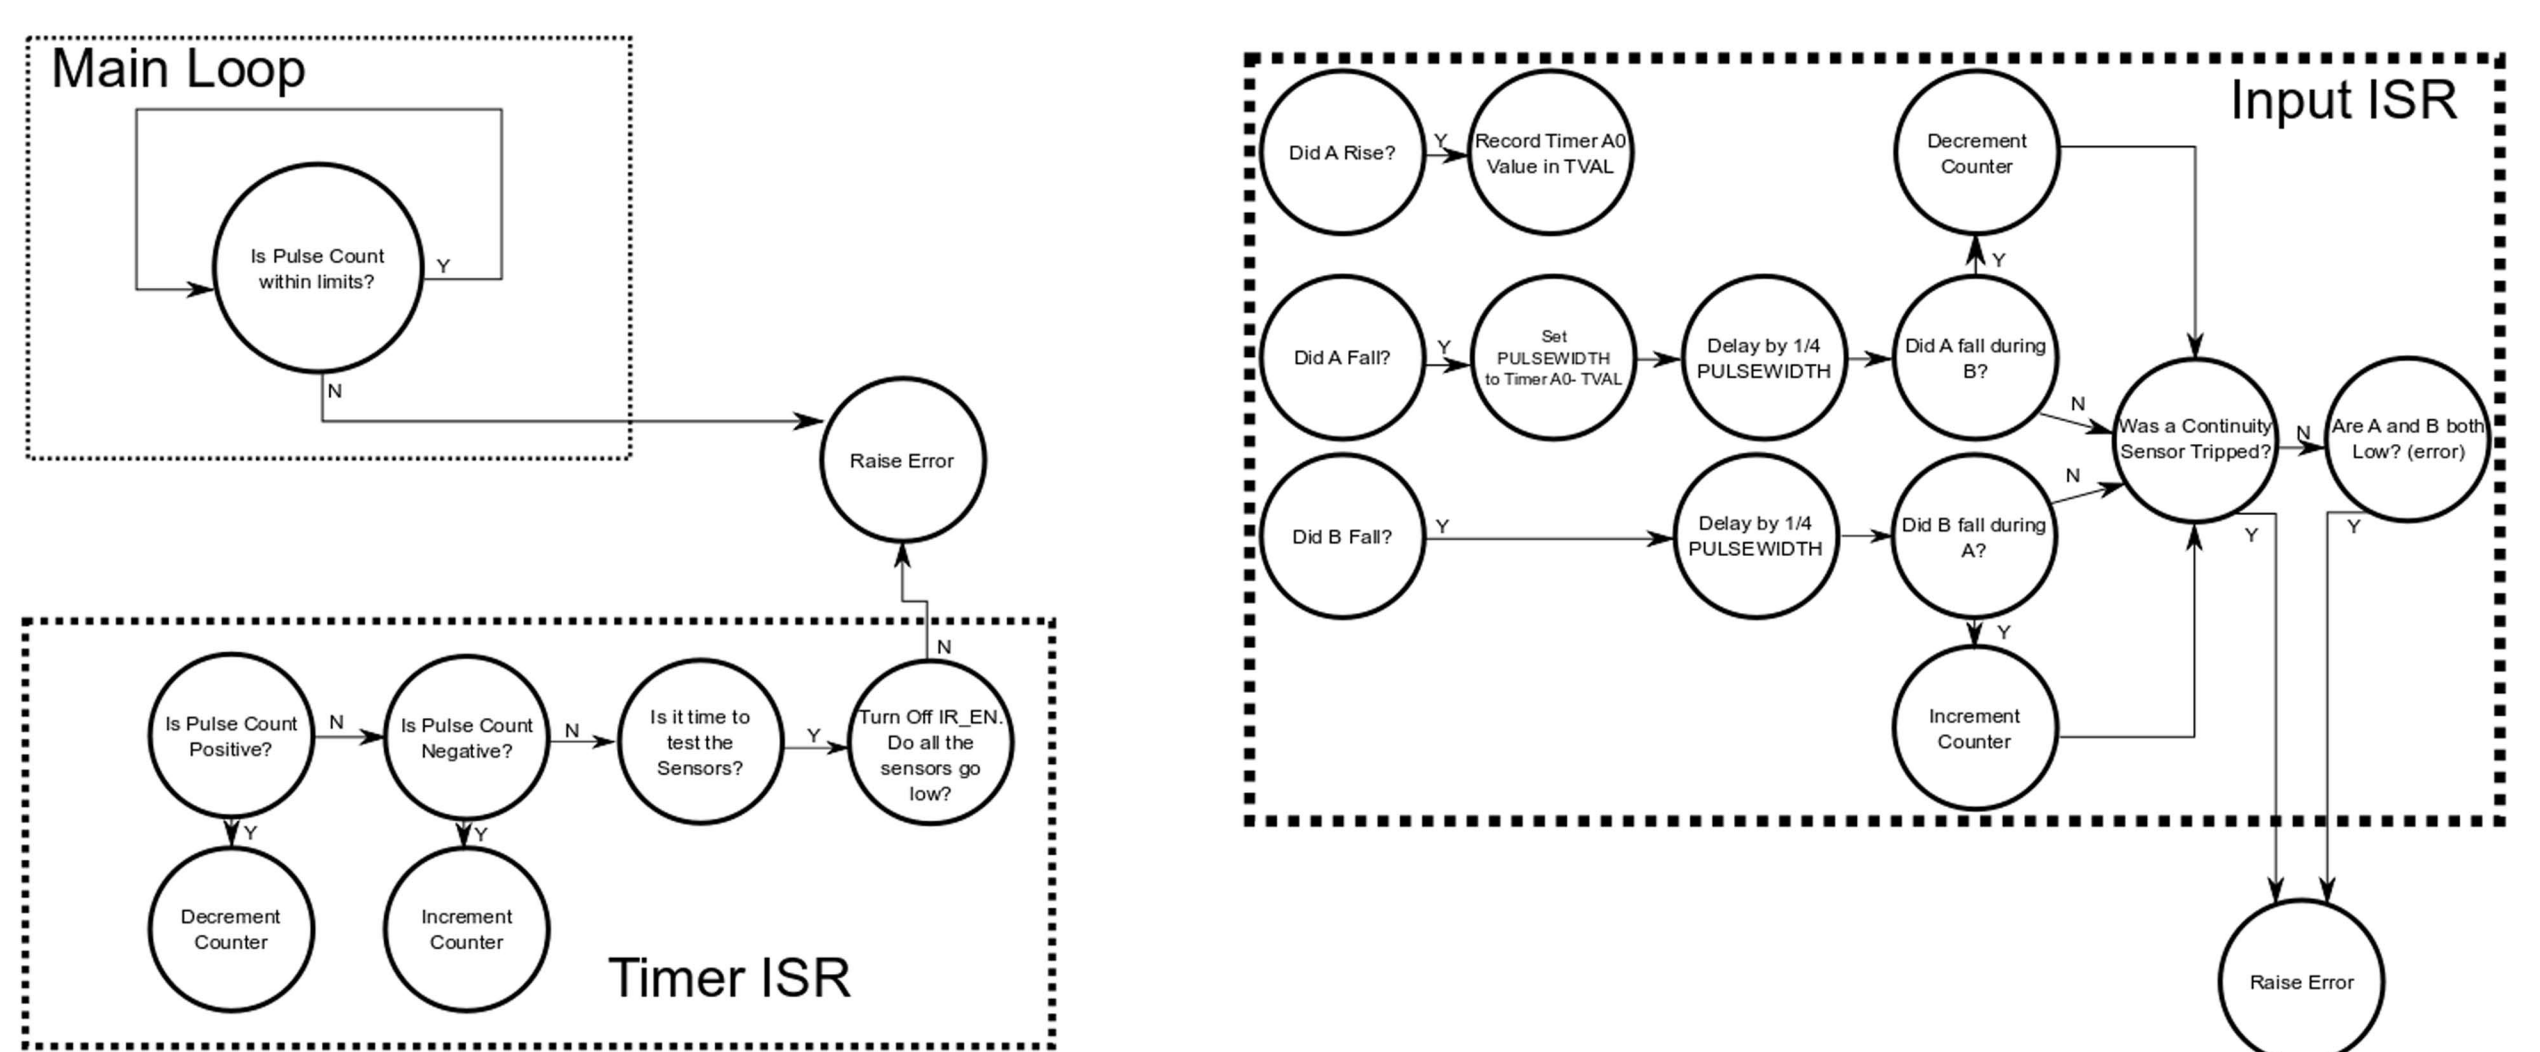 Main Loop
Is Pulse Count
within limits?
Y
N
Raise Error
Is Pulse Count
Positive?
N
Is Pulse Count
Negative?
N
Is it time to
test the
Sensors?
Y
Turn Off IR_EN.
Do all the
sensors go
low?
N
Y
Y
Decrement
Counter
Increment
Counter
Timer ISR
Input ISR
Did A Rise?
Y
Record Timer A0
Value in TVAL
Decrement
Counter
Y
Did A Fall?
Y
Set
PULSEWIDTH
to Timer A0- TVAL
Delay by 1/4
PULSEWIDTH
Did A fall during
B?
N
Was a Continuity
Sensor Tripped?
N
Are A and B both
Low? (error)
Did B Fall?
Y
Delay by 1/4
PULSEWIDTH
Did B fall during
A?
N
Y
Y
Y
Increment
Counter
Raise Error